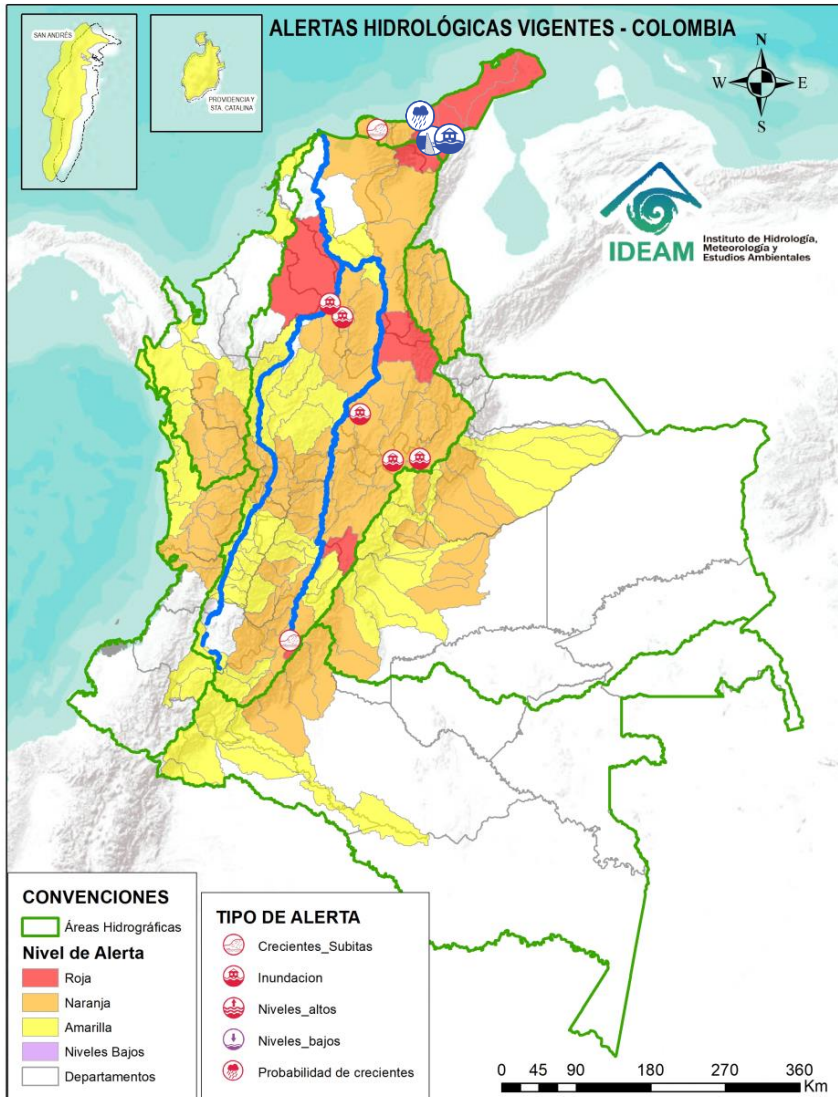 ALERTAS HIDROLÓGICAS VIGENTES - COLOMBIA
SAN ANDRÉS
PROVIDENCIA Y
STA. CATALINA
N
W E
S
IDEAM
Instituto de Hidrología,
Meteorología y
Estudios Ambientales
CONVENCIONES
Áreas Hidrográficas
Nivel de Alerta
Roja
Naranja
Amarilla
Niveles Bajos
Departamentos
TIPO DE ALERTA
Crecientes_Subitas
Inundacion
Niveles_altos
Niveles_bajos
Probabilidad de crecientes
0 45 90 180 270 360
Km